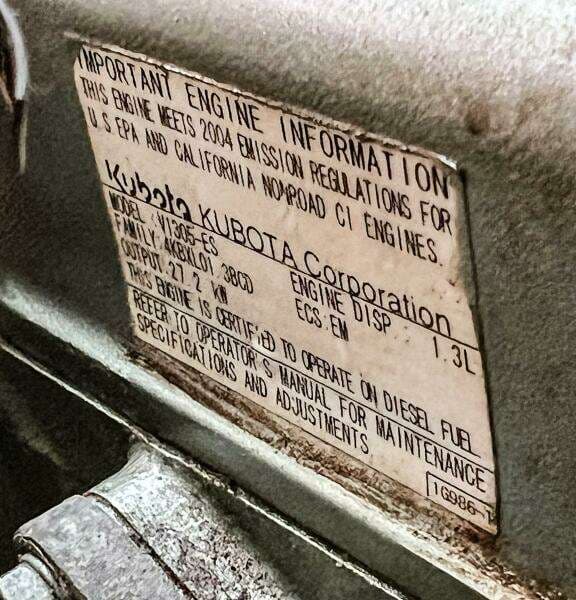 IMPORTANT ENGINE INFORMATION
THIS ENGINE MEETS 2004 EMISSION REGULATIONS FOR
U.S EPA AND CALIFORNIA NONROAD CI ENGINES.
Kubota KUBOTA Corporation
MODEL : V1305-ES ENGINE DISP 1.3L
FAMILY 4KBXL01.3BCD ECS:EM
OUTPUT 27.2 KW
THIS ENGINE IS CERTIFIED TO OPERATE ON DIESEL FUEL
REFER TO OPERATOR'S MANUAL FOR MAINTENANCE
SPECIFICATIONS AND ADJUSTMENTS
1G986-1